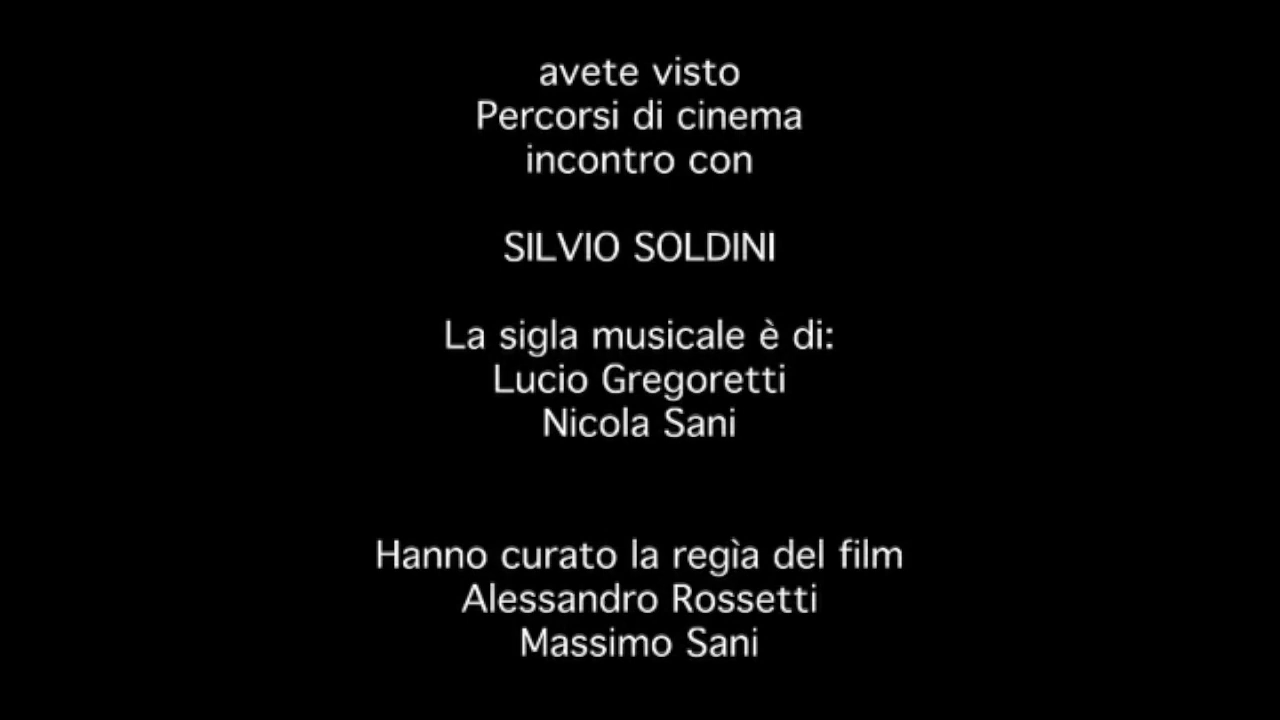 avete visto
Percorsi di cinema
incontro con
SILVIO SOLDINI
La sigla musicale è di:
Lucio Gregoretti
Nicola Sani
Hanno curato la regìa del film
Alessandro Rossetti
Massimo Sani